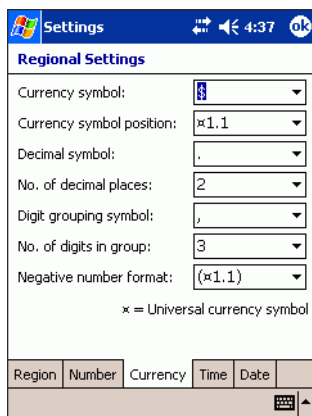 Settings 4:37 ok
Regional Settings
Currency symbol: $
Currency symbol position: ¤1.1
Decimal symbol: .
No. of decimal places: 2
Digit grouping symbol: ,
No. of digits in group: 3
Negative number format: (¤1.1)
¤ = Universal currency symbol
Region Number Currency Time Date